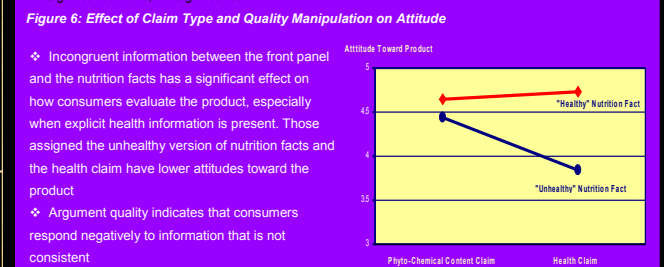 Figure 6: Effect of Claim Type and Quality Manipulation on Attitude
❖ Incongruent information between the front panel
and the nutrition facts has a significant effect on
how consumers evaluate the product, especially
when explicit health information is present. Those
assigned the unhealthy version of nutrition facts and
the health claim have lower attitudes toward the
product
❖ Argument quality indicates that consumers
respond negatively to information that is not
consistent
Atttitude Toward Product
5
4.5
4
3.5
3
"Healthy" Nutrition Fact
"Unhealthy" Nutrition Fact
Phyto-Chemical Content Claim
Health Claim